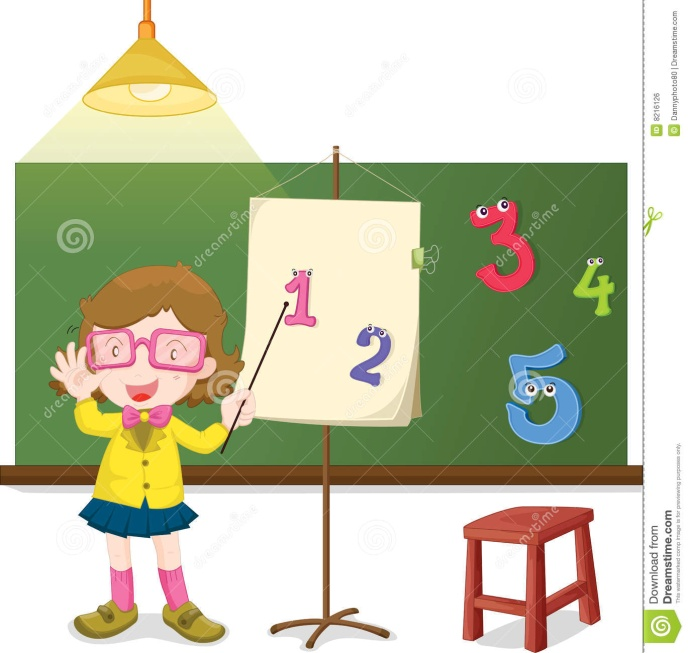 1
2
3
4
5
dreamstime
ID 8216126
© Dannyphoto80 | Dreamstime.com
Download from
Dreamstime.com
This watermarked comp image is for previewing purposes only.